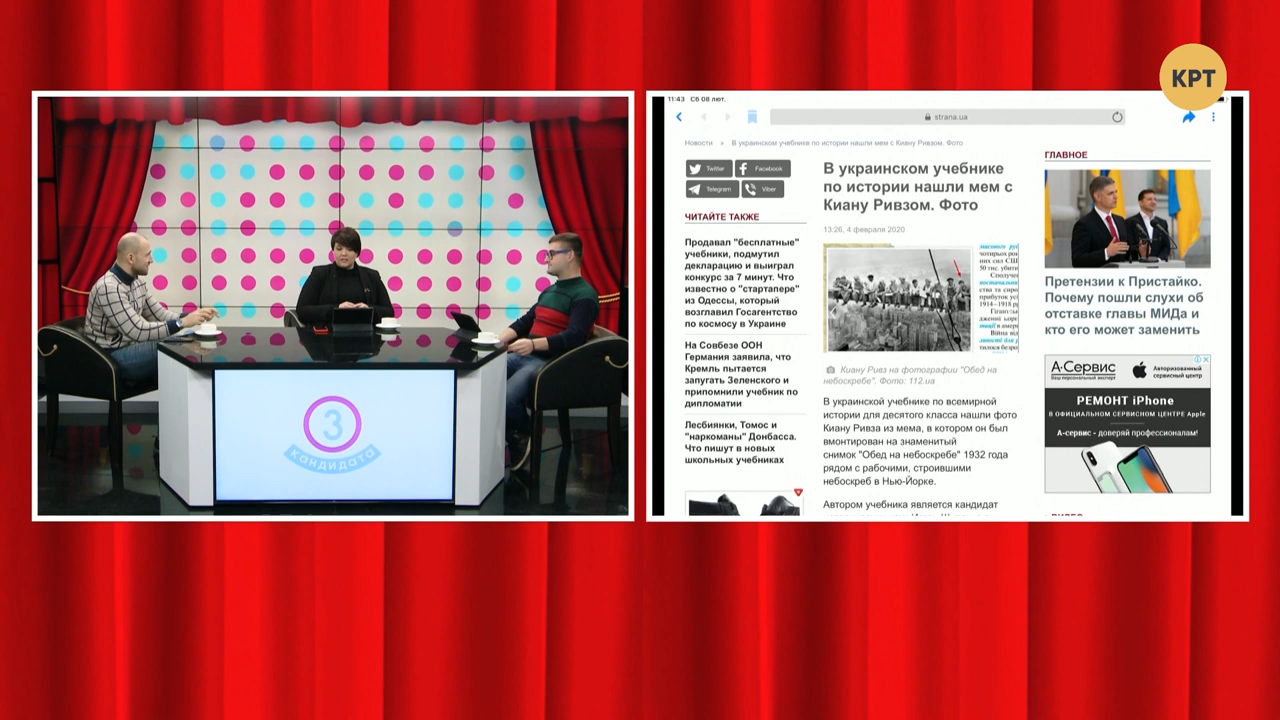 КРТ
3
кандидата
11:43 Сб 08 лют.
strana.ua
Новости » В украинском учебнике по истории нашли мем с Киану Ривзом. Фото
Twitter
Facebook
Telegram
Viber
ЧИТАЙТЕ ТАКЖЕ
Продавал "бесплатные"
учебники, подмутил
декларацию и выиграл
конкурс за 7 минут. Что
известно о "стартапере"
из Одессы, который
возглавил Госагентство
по космосу в Украине
На Совбезе ООН
Германия заявила, что
Кремль пытается
запугать Зеленского и
припомнили учебник по
дипломатии
Лесбиянки, Томос и
"наркоманы" Донбасса.
Что пишут в новых
школьных учебниках
В украинском учебнике
по истории нашли мем с
Киану Ривзом. Фото
13:26, 4 февраля 2020
Киану Ривз на фотографии "Обед на
небоскребе". Фото: 112.ua
В украинской учебнике по всемирной
истории для десятого класса нашли фото
Киану Ривза из мема, в котором он был
вмонтирован на знаменитый
снимок "Обед на небоскребе" 1932 года
рядом с рабочими, строившими
небоскреб в Нью-Йорке.
Автором учебника является кандидат
ГЛАВНОЕ
Претензии к Пристайко.
Почему пошли слухи об
отставке главы МИДа и
кто его может заменить
А-Сервис
Ваш персональный эксперт
Авторизованный
сервисный центр
РЕМОНТ iPhone
В ОФИЦИАЛЬНОМ СЕРВИСНОМ ЦЕНТРЕ Apple
А-сервис - доверяй профессионалам!